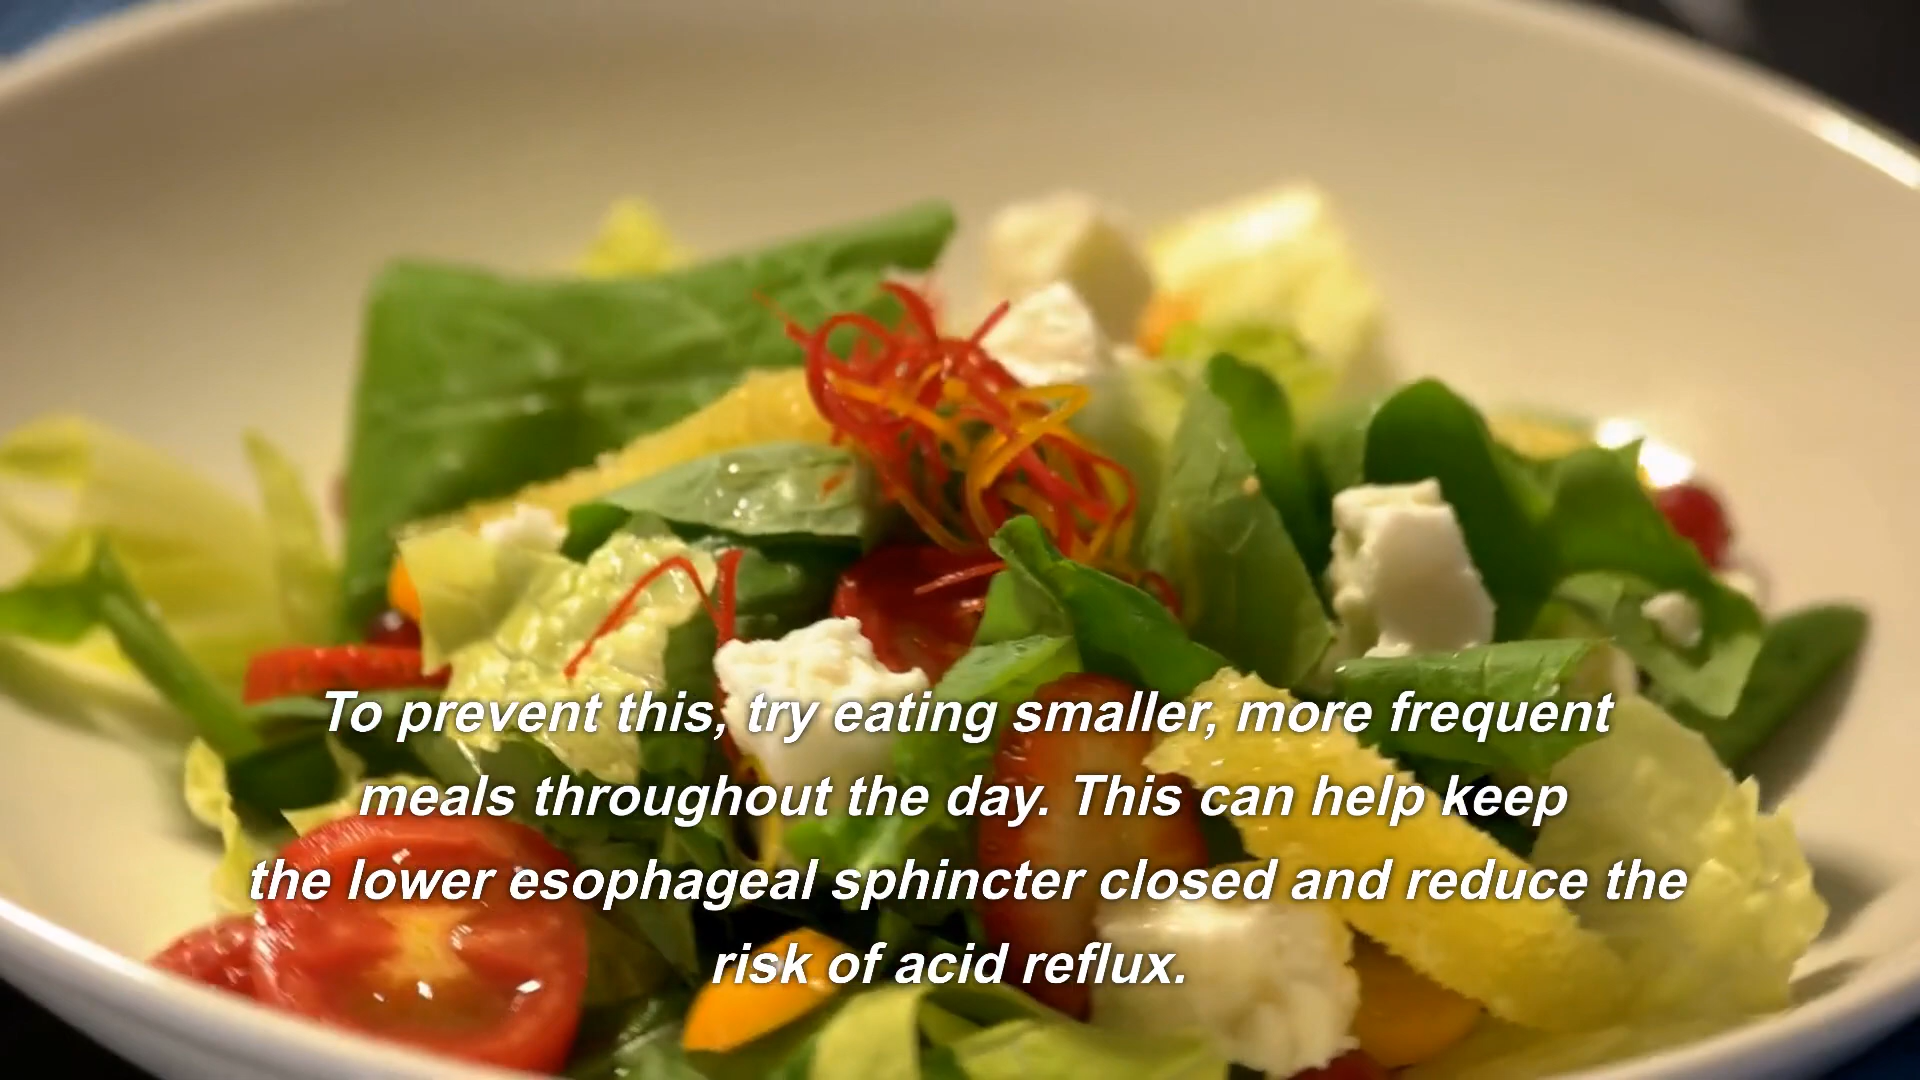 To prevent this, try eating smaller, more frequent
meals throughout the day. This can help keep
the lower esophageal sphincter closed and reduce the
risk of acid reflux.